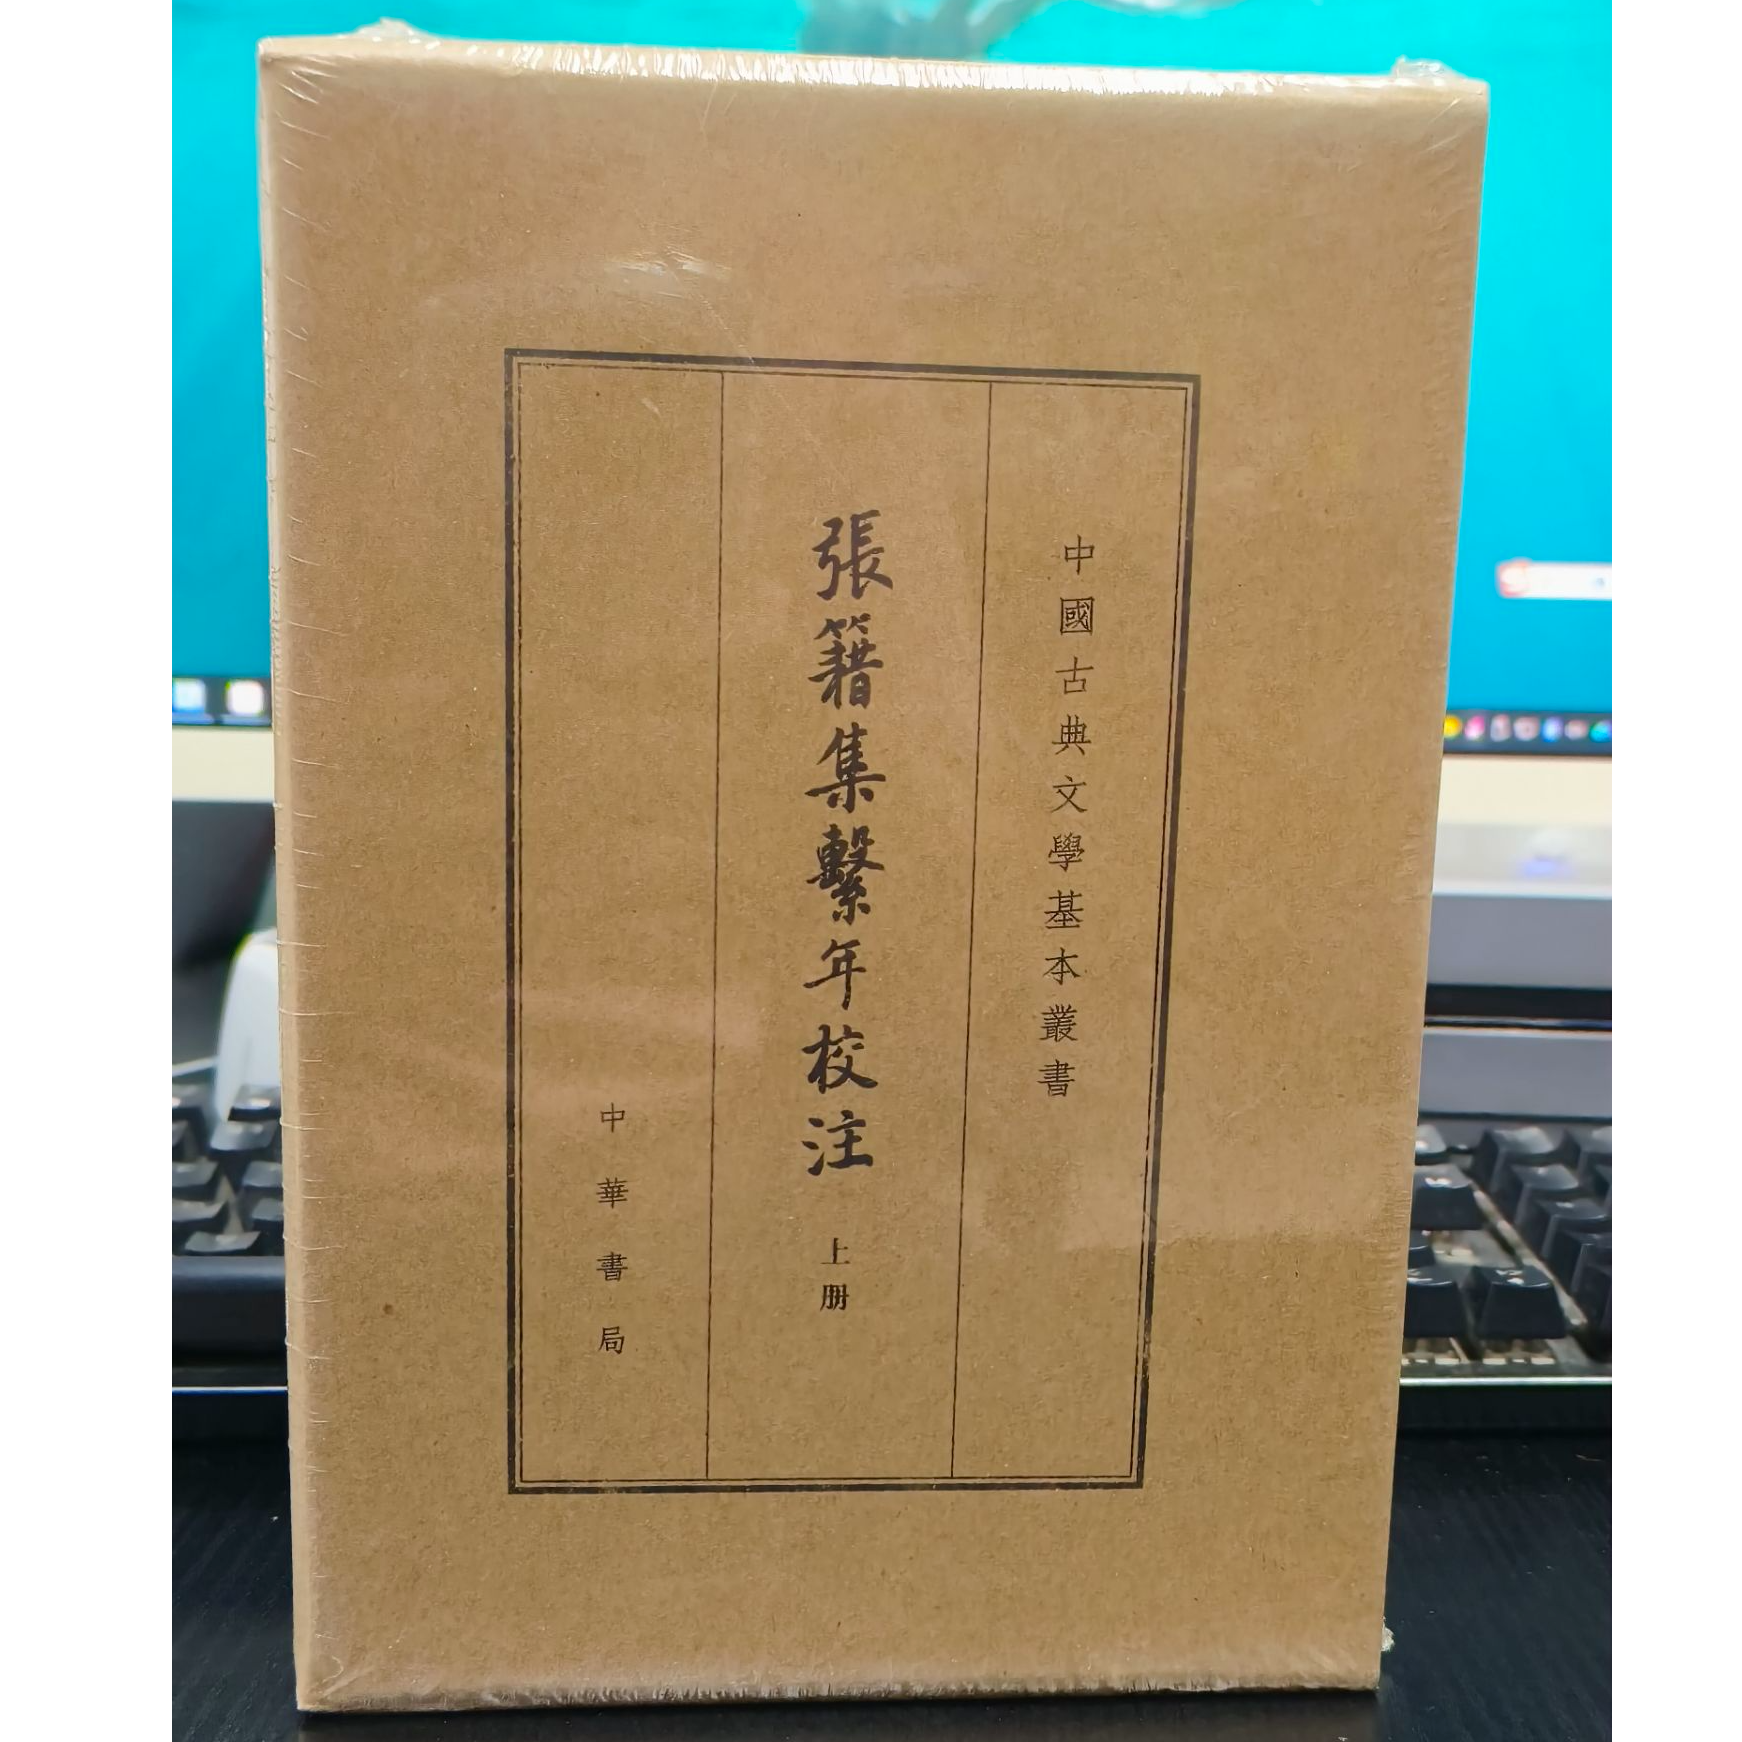 中國古典文學基本叢書
張籍集繫年校注
上册
中華書局